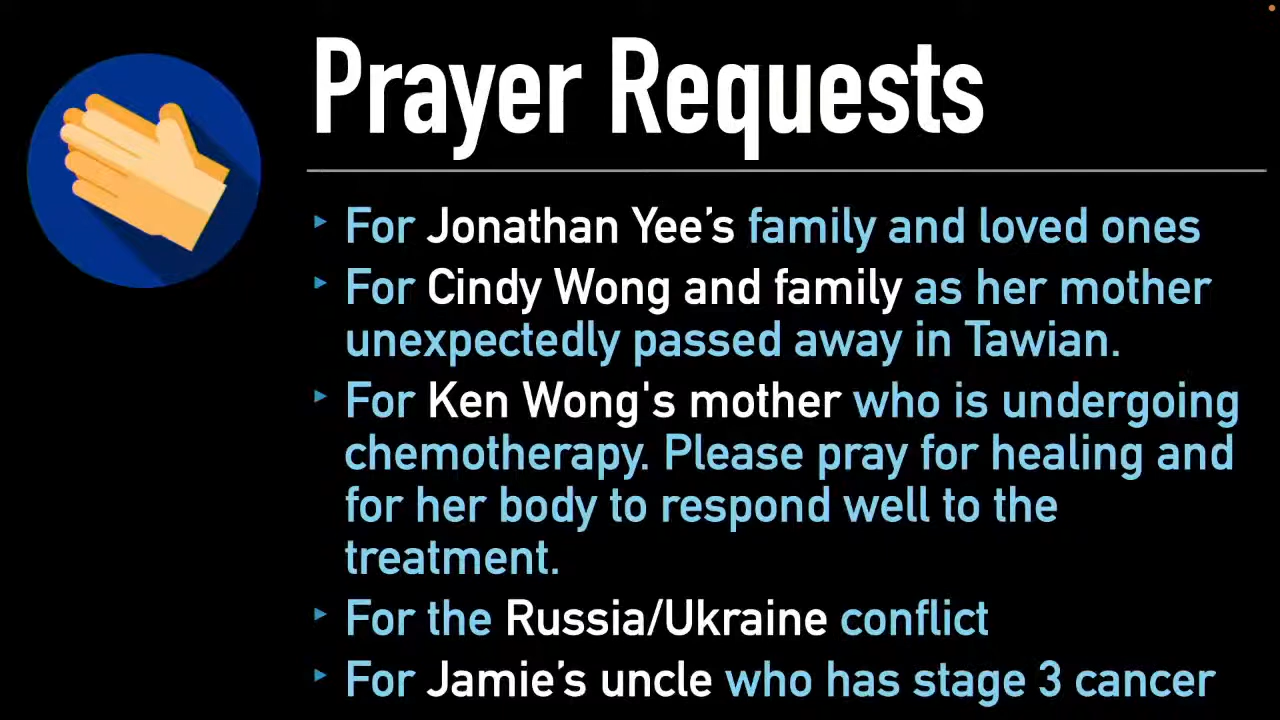 Prayer Requests
‣ For Jonathan Yee’s family and loved ones
‣ For Cindy Wong and family as her mother
unexpectedly passed away in Tawian.
‣ For Ken Wong's mother who is undergoing
chemotherapy. Please pray for healing and
for her body to respond well to the
treatment.
‣ For the Russia/Ukraine conflict
‣ For Jamie’s uncle who has stage 3 cancer